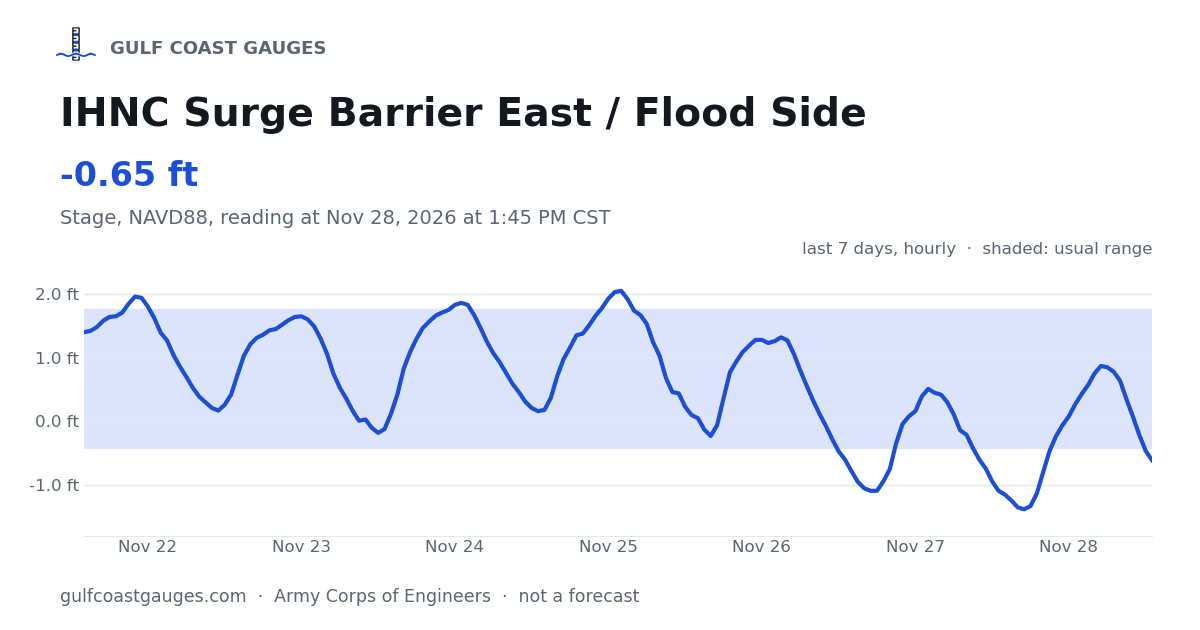 GULF COAST GAUGES
IHNC Surge Barrier East / Flood Side
-0.65 ft
Stage, NAVD88, reading at Nov 28, 2026 at 1:45 PM CST
last 7 days, hourly · shaded: usual range
2.0 ft
1.0 ft
0.0 ft
-1.0 ft
Nov 22 Nov 23 Nov 24 Nov 25 Nov 26 Nov 27 Nov 28
gulfcoastgauges.com · Army Corps of Engineers · not a forecast